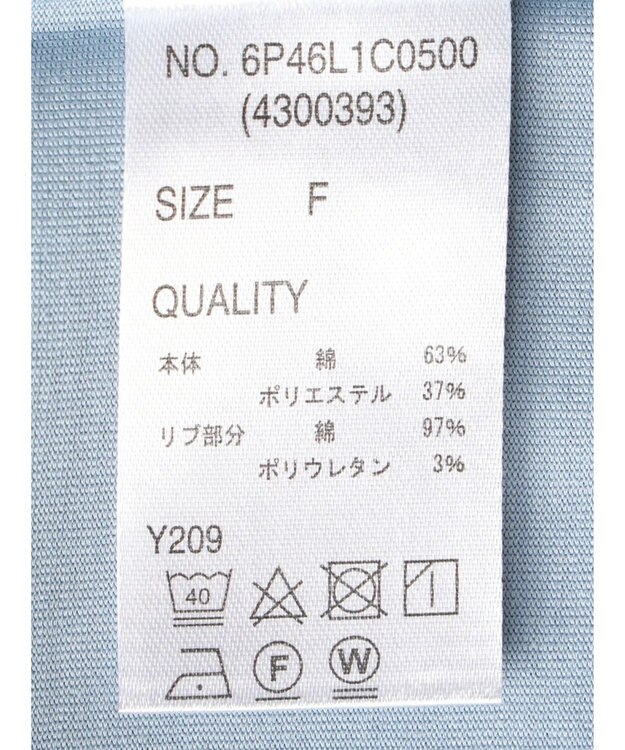 NO. 6P46L1C0500
(4300393)
SIZE F
QUALITY
本体 綿 63%
ポリエステル 37%
リブ部分 綿 97%
ポリウレタン 3%
Y209
40
F W